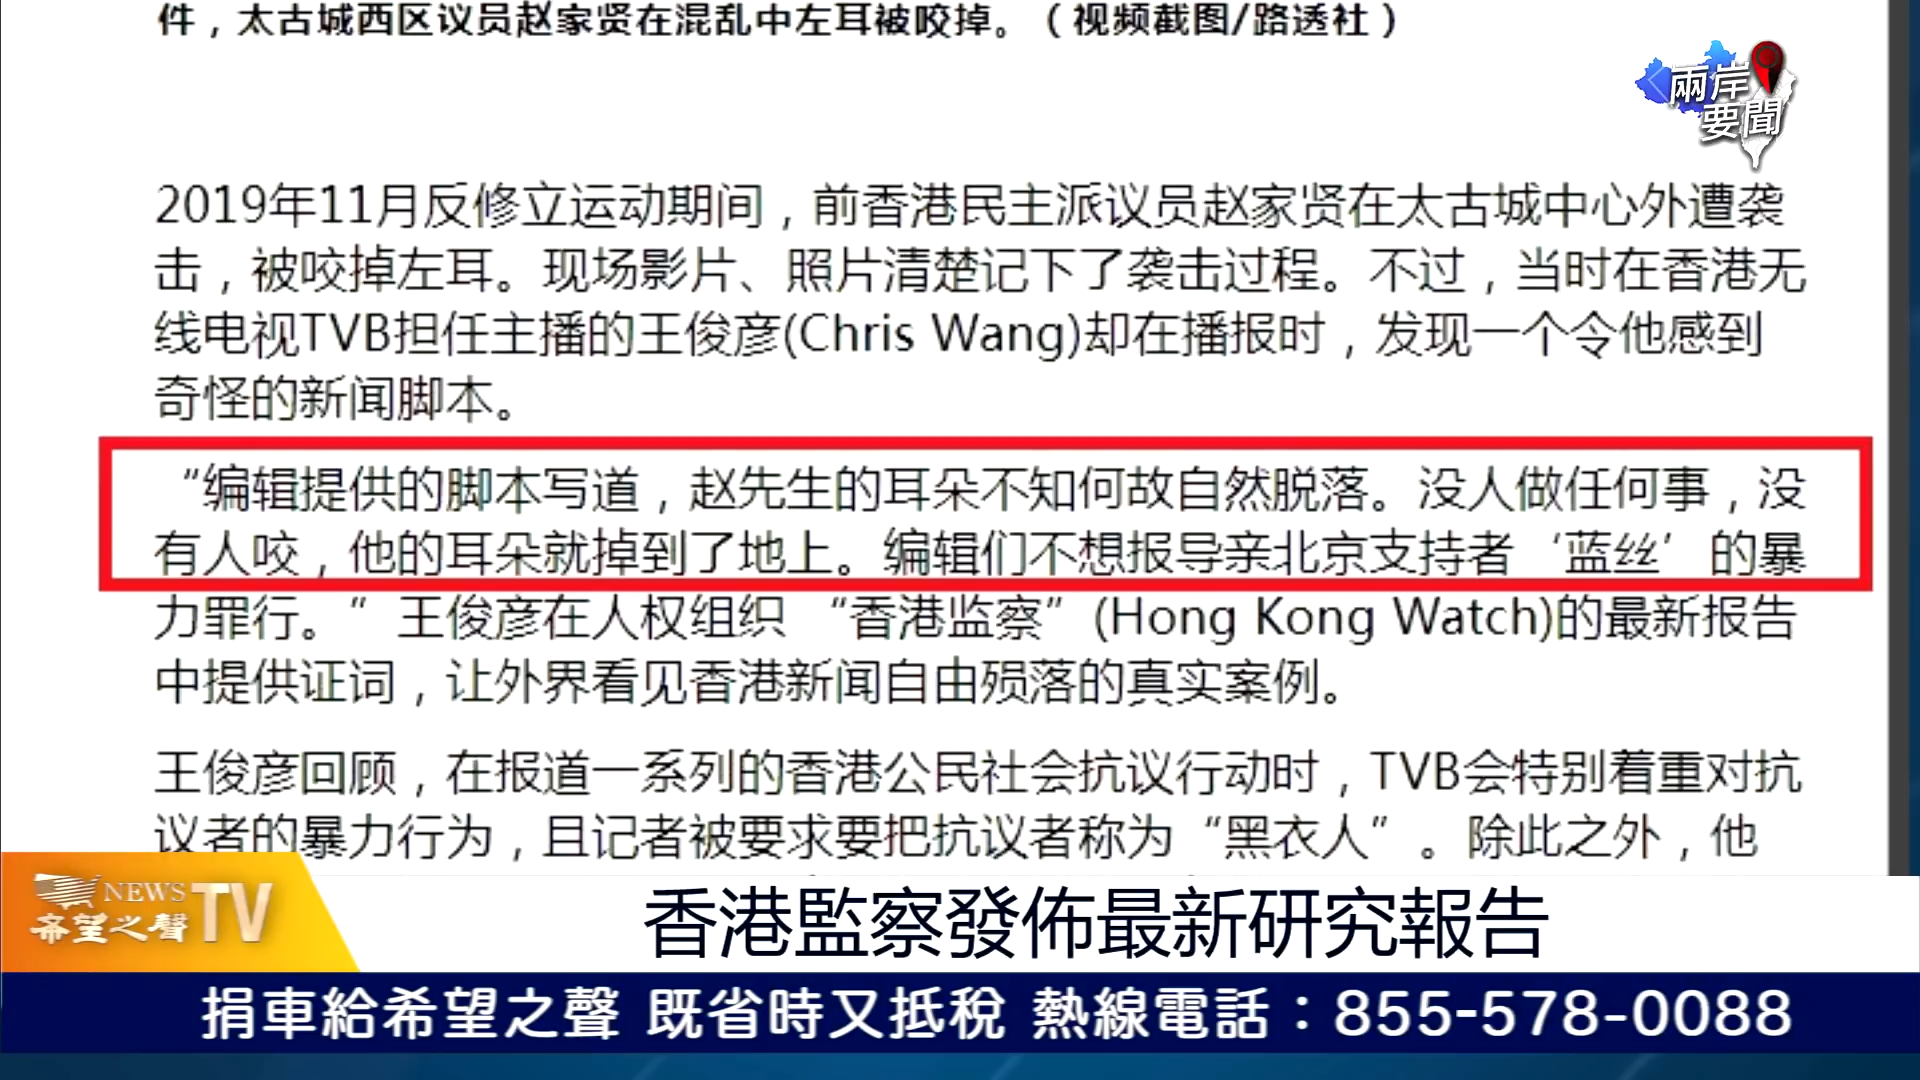 件，太古城西区议员赵家贤在混乱中左耳被咬掉。（视频截图/路透社）
兩岸
要聞
2019年11月反修立运动期间，前香港民主派议员赵家贤在太古城中心外遭袭
击，被咬掉左耳。现场影片、照片清楚记下了袭击过程。不过，当时在香港无
线电视TVB担任主播的王俊彦(Chris Wang)却在播报时，发现一个令他感到
奇怪的新闻脚本。
“编辑提供的脚本写道，赵先生的耳朵不知何故自然脱落。没人做任何事，没
有人咬，他的耳朵就掉到了地上。编辑们不想报导亲北京支持者‘蓝丝’的暴
力罪行。”王俊彦在人权组织 “香港监察” (Hong Kong Watch)的最新报告
中提供证词，让外界看见香港新闻自由殒落的真实案例。
王俊彦回顾，在报道一系列的香港公民社会抗议行动时，TVB会特别着重对抗
议者的暴力行为，且记者被要求要把抗议者称为“黑衣人”。除此之外，他
NEWS
希望之聲 TV
香港監察發佈最新研究報告
捐車給希望之聲 既省時又抵稅 熱線電話：855-578-0088